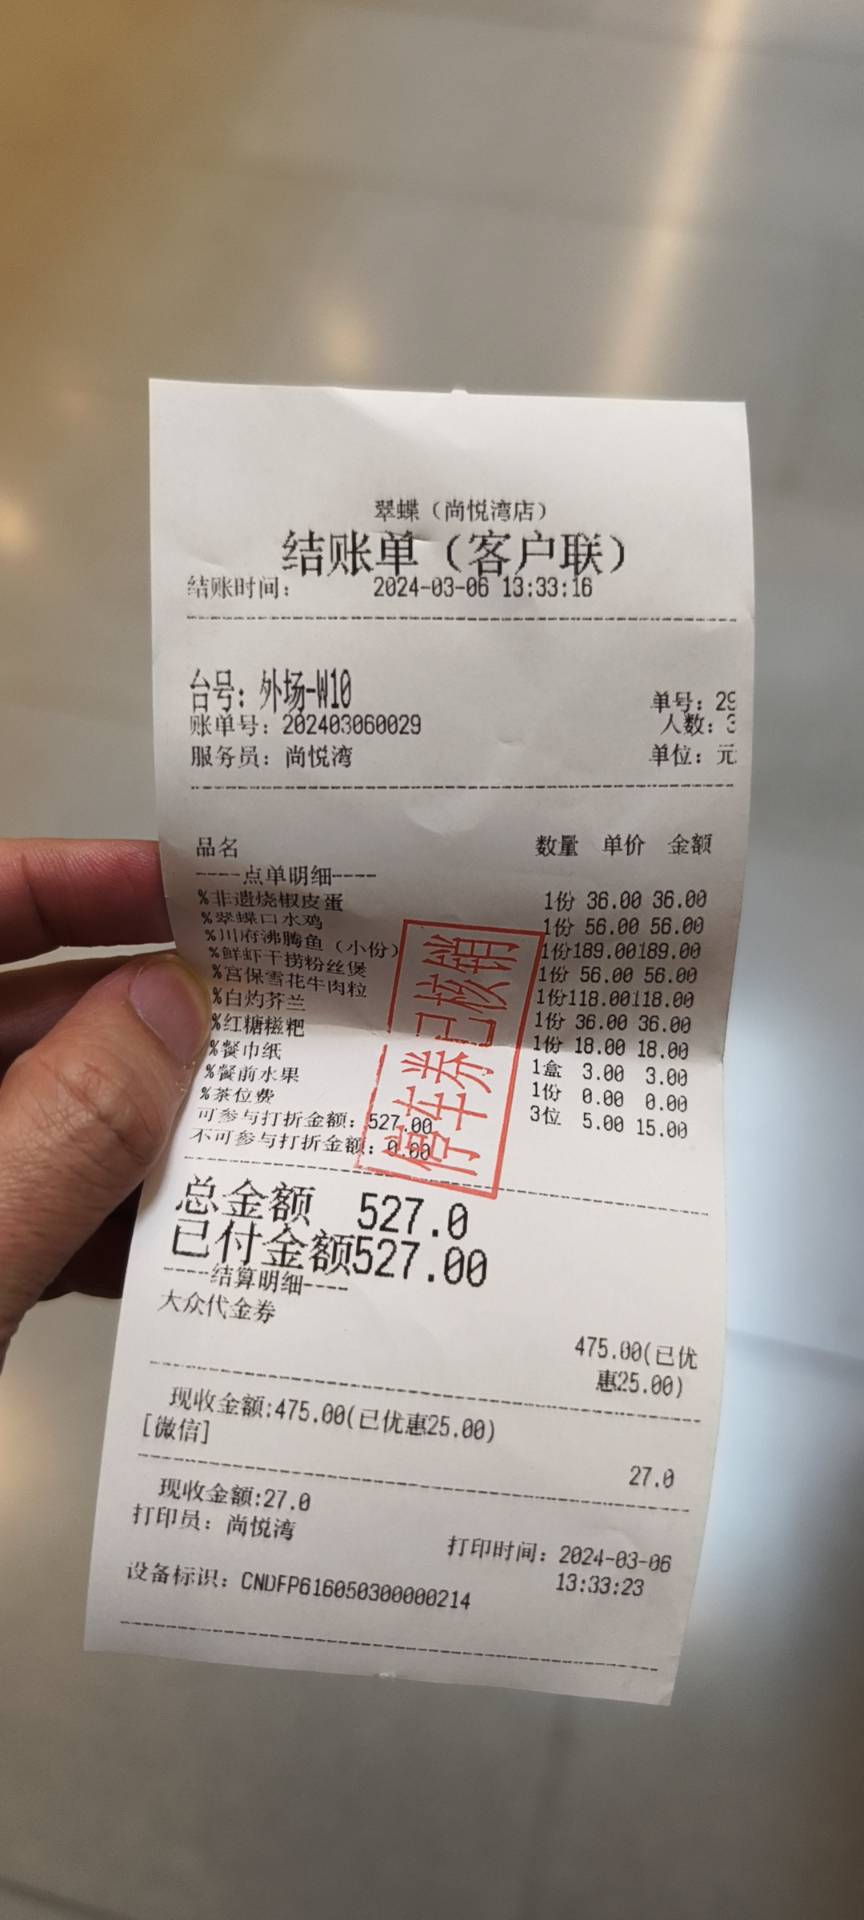 翠蝶（尚悦湾店）
结账单（客户联）
结账时间： 2024-03-06 13:33:16
台号：外场-W10 单号：29
账单号：202403060029 人数：3
服务员：尚悦湾 单位：元
品名 数量 单价 金额
----点单明细----
%非遗烧椒皮蛋 1份 36.00 36.00
%翠蝶口水鸡 1份 56.00 56.00
%川府沸腾鱼（小份） 1份189.00189.00
%鲜虾干捞粉丝煲 1份 56.00 56.00
%宫保雪花牛肉粒 1份118.00118.00
%白灼芥兰 1份 36.00 36.00
%红糖糍粑 1份 18.00 18.00
%餐巾纸 1盒 3.00 3.00
%餐前水果 1份 0.00 0.00
%茶位费 3位 5.00 15.00
可参与打折金额：527.00
不可参与打折金额：0.00
停车券已核销
总金额 527.0
已付金额527.00
----结算明细----
大众代金券
475.00(已优
惠25.00)
现收金额:475.00(已优惠25.00)
[微信]
27.0
现收金额:27.0
打印员：尚悦湾
打印时间：2024-03-06
13:33:23
设备标识：CNDFP616050300000214